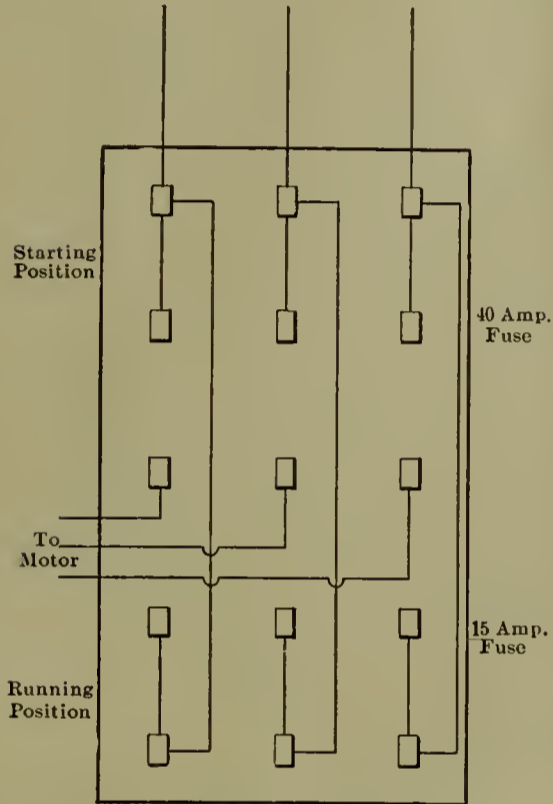 Starting
Position
40 Amp.
Fuse
To
Motor
15 Amp.
Fuse
Running
Position